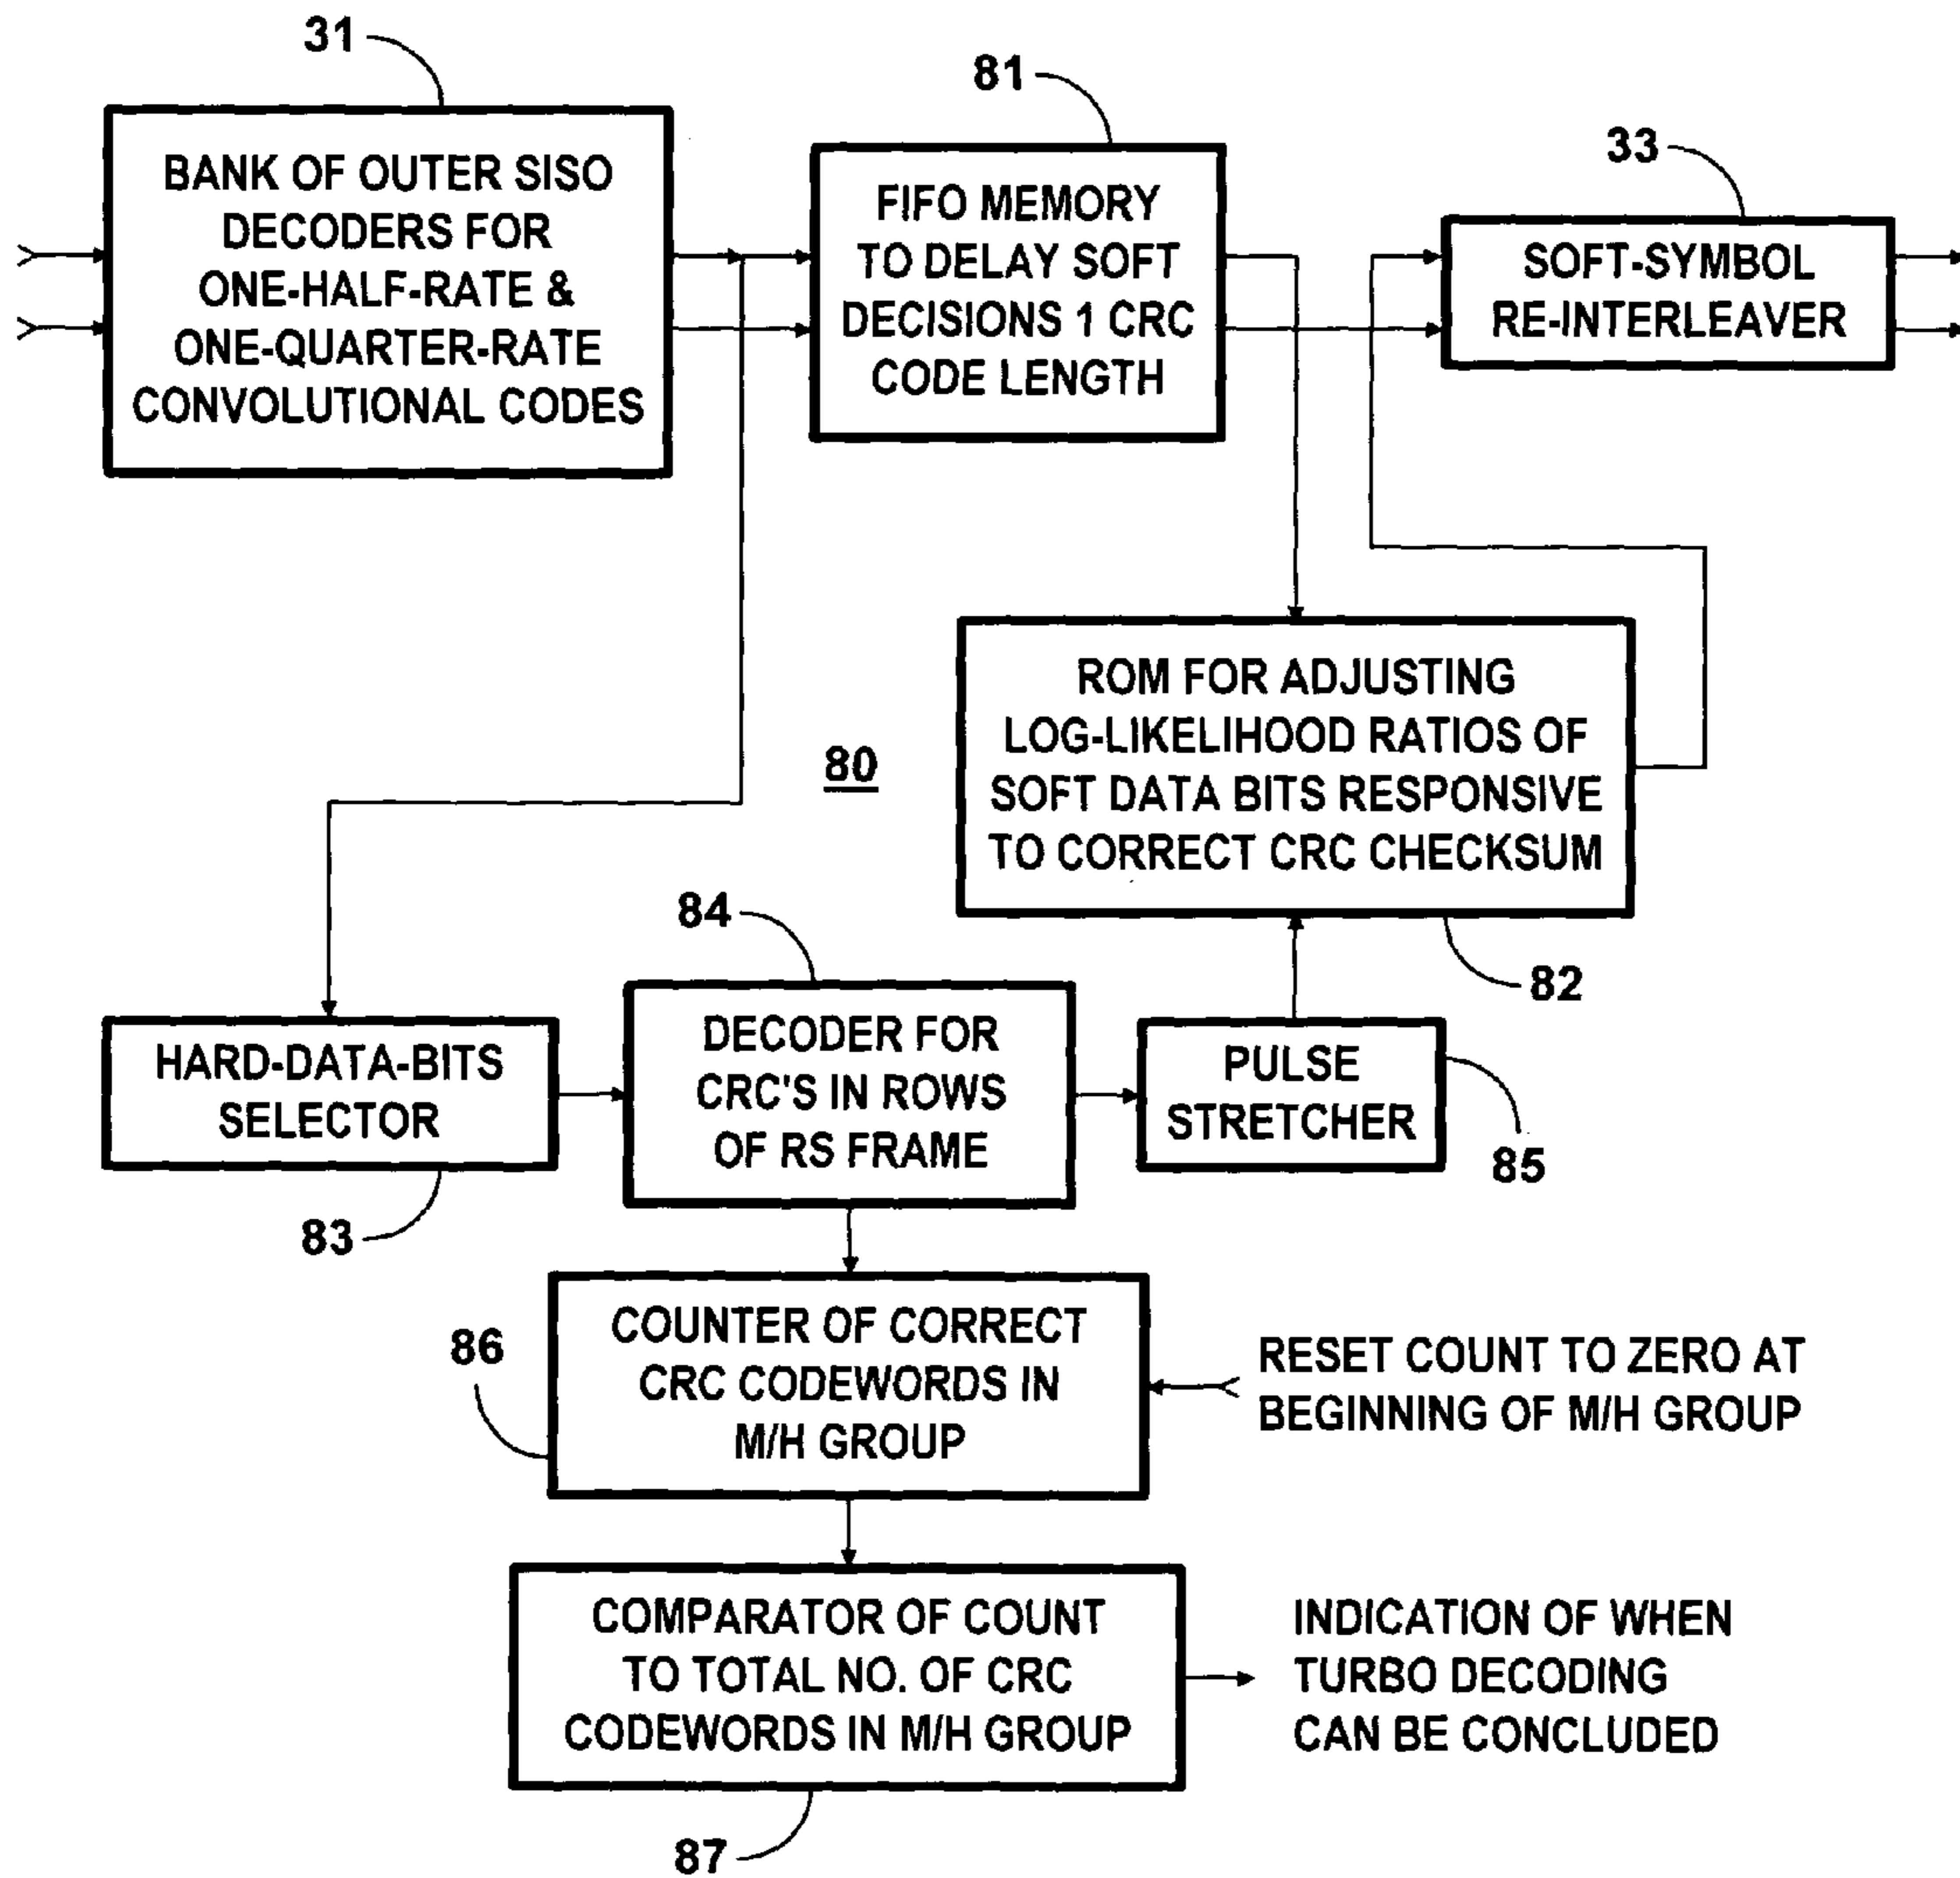 31
BANK OF OUTER SISO
DECODERS FOR
ONE-HALF-RATE &
ONE-QUARTER-RATE
CONVOLUTIONAL CODES
81
FIFO MEMORY
TO DELAY SOFT
DECISIONS 1 CRC
CODE LENGTH
33
SOFT-SYMBOL
RE-INTERLEAVER
80
ROM FOR ADJUSTING
LOG-LIKELIHOOD RATIOS OF
SOFT DATA BITS RESPONSIVE
TO CORRECT CRC CHECKSUM
82
HARD-DATA-BITS
SELECTOR
83
84
DECODER FOR
CRC'S IN ROWS
OF RS FRAME
PULSE
STRETCHER
85
86
COUNTER OF CORRECT
CRC CODEWORDS IN
M/H GROUP
RESET COUNT TO ZERO AT
BEGINNING OF M/H GROUP
COMPARATOR OF COUNT
TO TOTAL NO. OF CRC
CODEWORDS IN M/H GROUP
87
INDICATION OF WHEN
TURBO DECODING
CAN BE CONCLUDED